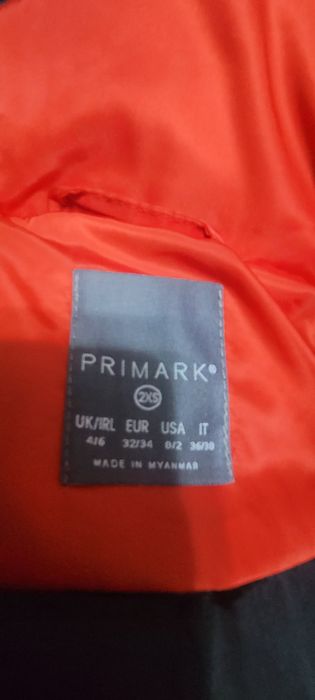 PRIMARK®
2XS
UK/IRL EUR USA IT
4/6 32/34 0/2 36/38
MADE IN MYANMAR